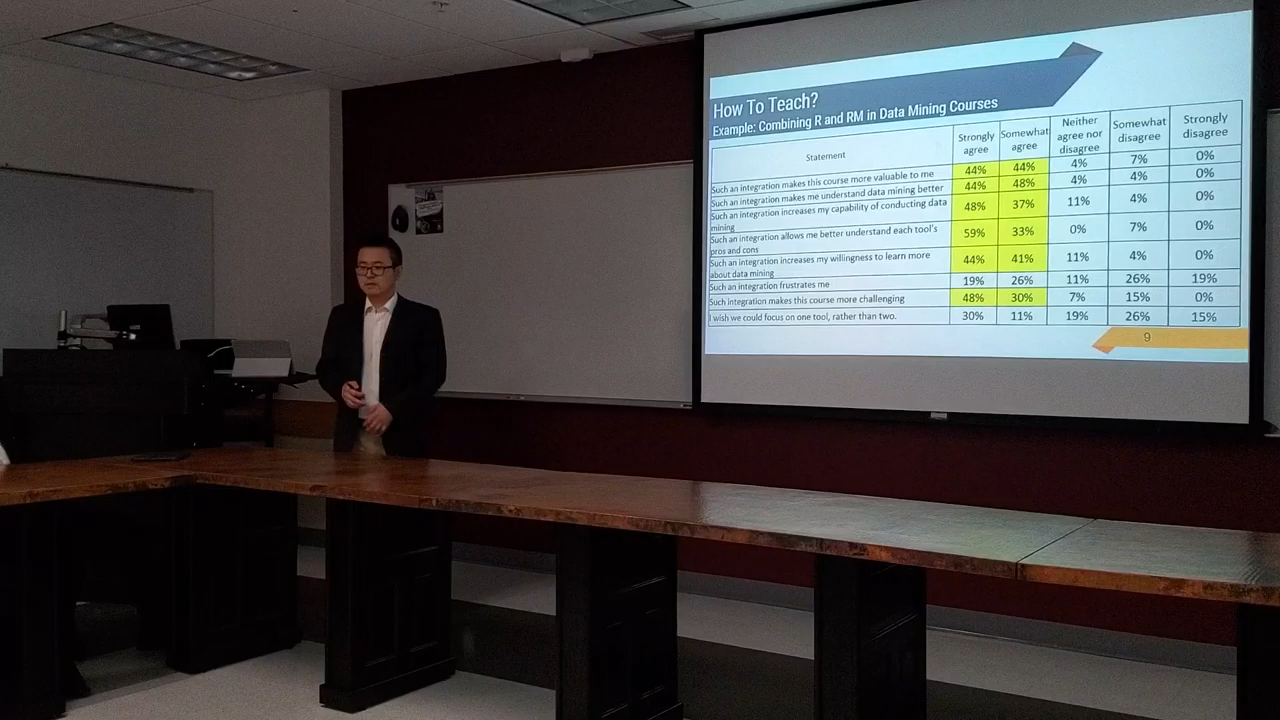 How To Teach?
Example: Combining R and RM in Data Mining Courses
Statement Strongly agree Somewhat agree Neither agree nor disagree Somewhat disagree Strongly disagree
Such an integration makes this course more valuable to me 44% 44% 4% 7% 0%
Such an integration makes me understand data mining better 44% 48% 4% 4% 0%
Such an integration increases my capability of conducting data mining 48% 37% 11% 4% 0%
Such an integration allows me better understand each tool's pros and cons 59% 33% 0% 7% 0%
Such an integration increases my willingness to learn more about data mining 44% 41% 11% 4% 0%
Such an integration frustrates me 19% 26% 11% 26% 19%
Such integration makes this course more challenging 48% 30% 7% 15% 0%
I wish we could focus on one tool, rather than two. 30% 11% 19% 26% 15%
9